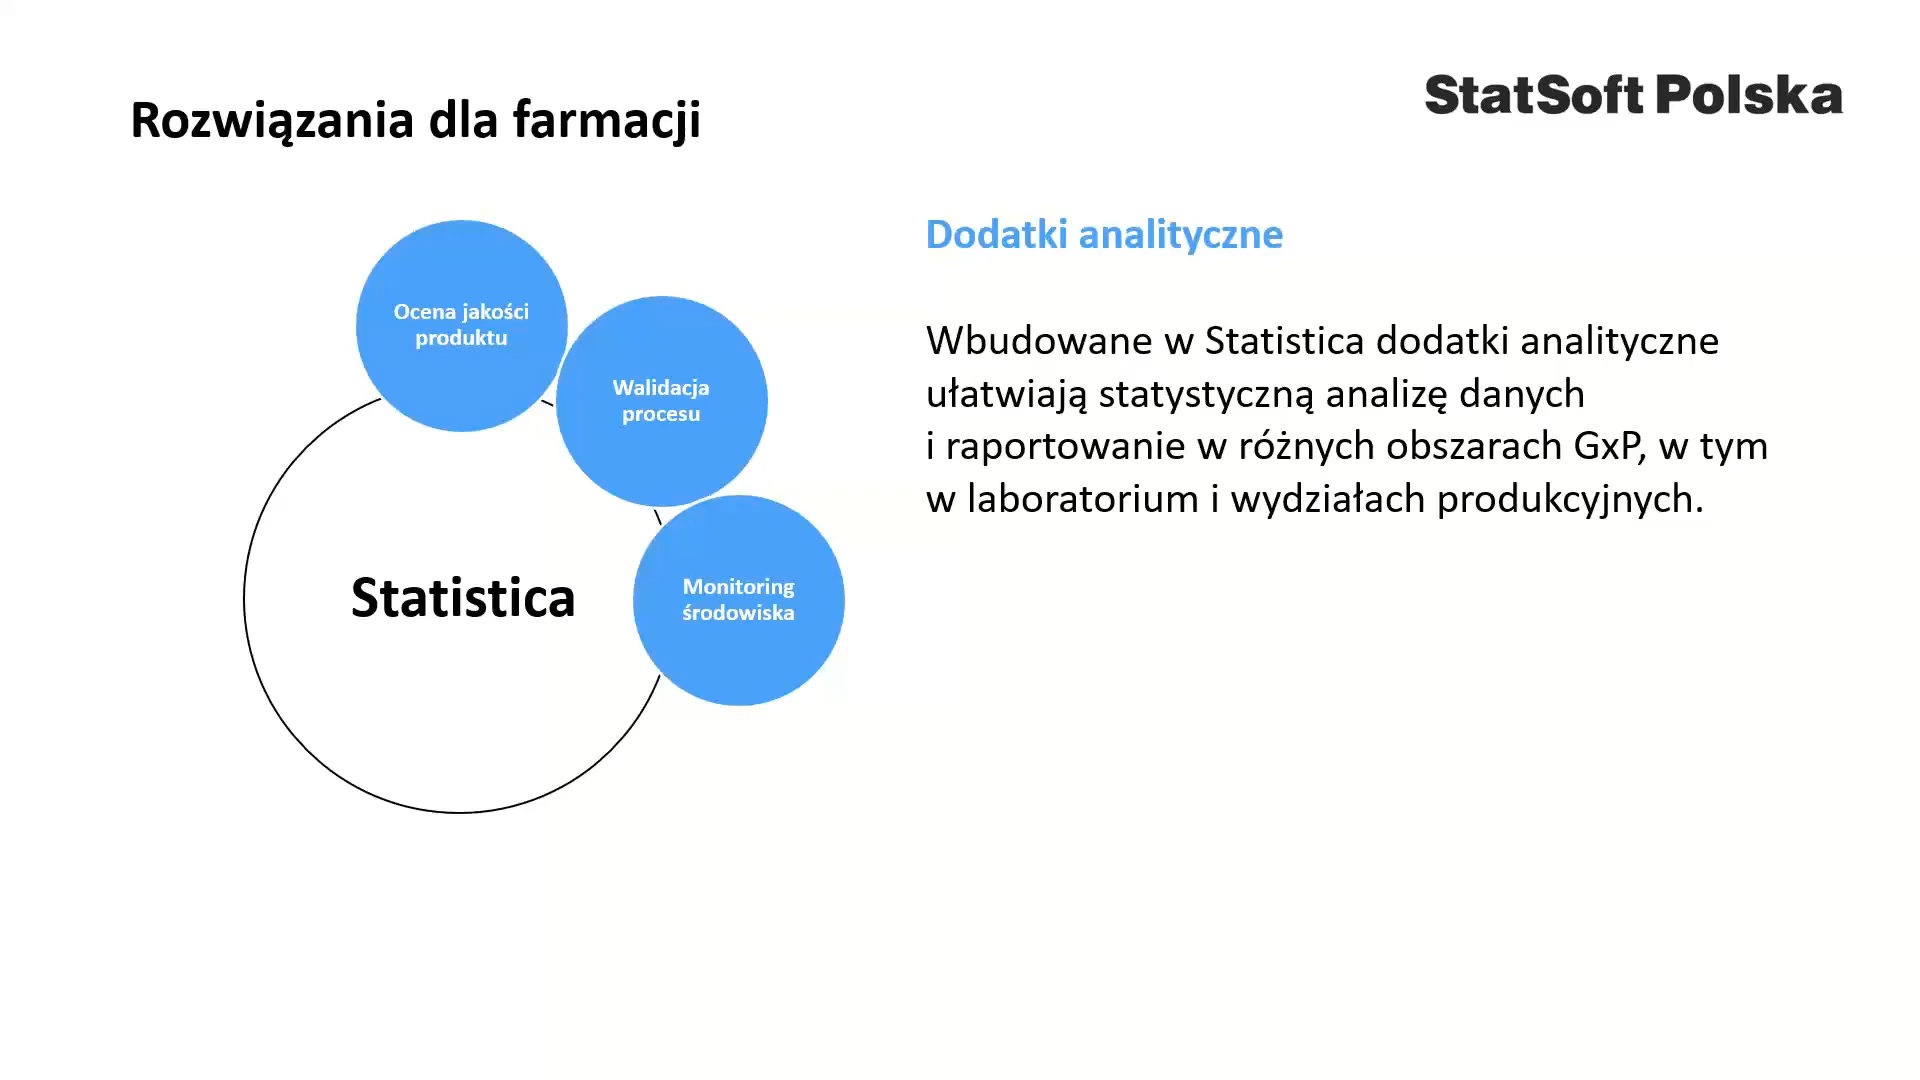 Rozwiązania dla farmacji
StatSoft Polska
Ocena jakości
produktu
Walidacja
procesu
Monitoring
środowiska
Statistica
Dodatki analityczne
Wbudowane w Statistica dodatki analityczne
ułatwiają statystyczną analizę danych
i raportowanie w różnych obszarach GxP, w tym
w laboratorium i wydziałach produkcyjnych.